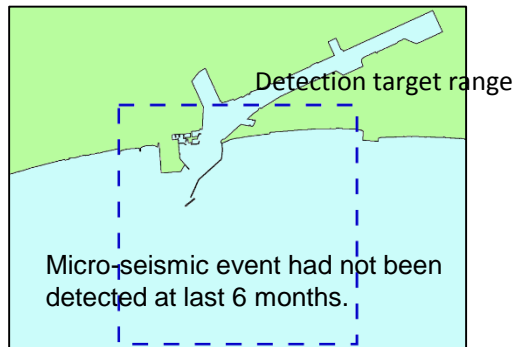 Detection target range
Micro-seismic event had not been
detected at last 6 months.